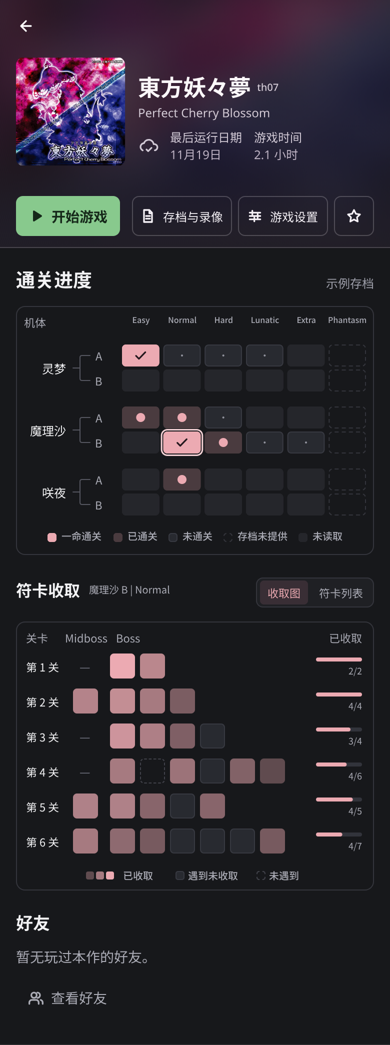 東方妖々夢
Perfect Cherry Blossom
東方妖々夢 th07
Perfect Cherry Blossom
最后运行日期 游戏时间
11月19日 2.1 小时
开始游戏 存档与录像 游戏设置
通关进度 示例存档
机体 Easy Normal Hard Lunatic Extra Phantasm
灵梦 A
B
魔理沙 A
B
咲夜 A
B
一命通关 已通关 未通关 存档未提供 未读取
符卡收取 魔理沙 B | Normal 收取图 符卡列表
关卡 Midboss Boss 已收取
第 1 关 — 2/2
第 2 关 4/4
第 3 关 — 3/4
第 4 关 — 4/6
第 5 关 4/5
第 6 关 4/7
已收取 遇到未收取 未遇到
好友
暂无玩过本作的好友。
查看好友